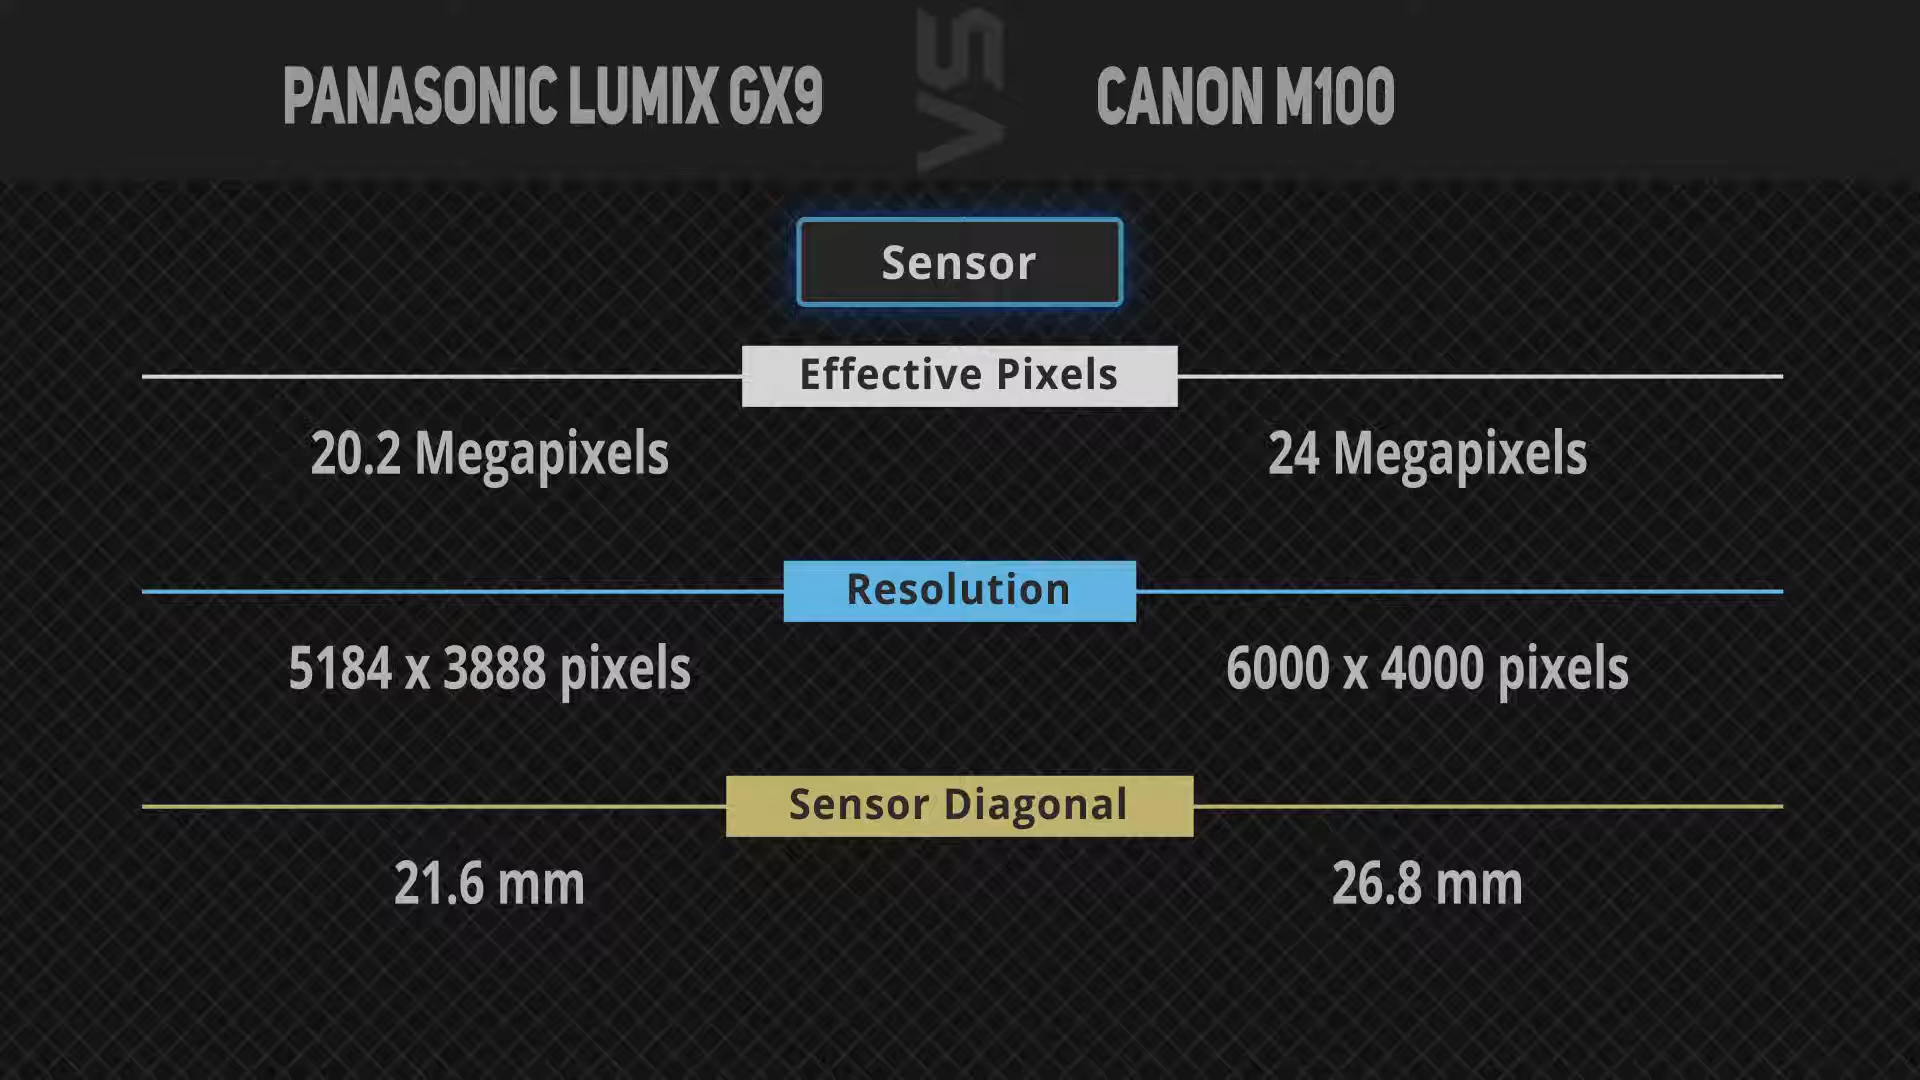 PANASONIC LUMIX GX9
VS
CANON M100
Sensor
Effective Pixels
20.2 Megapixels
24 Megapixels
Resolution
5184 x 3888 pixels
6000 x 4000 pixels
Sensor Diagonal
21.6 mm
26.8 mm